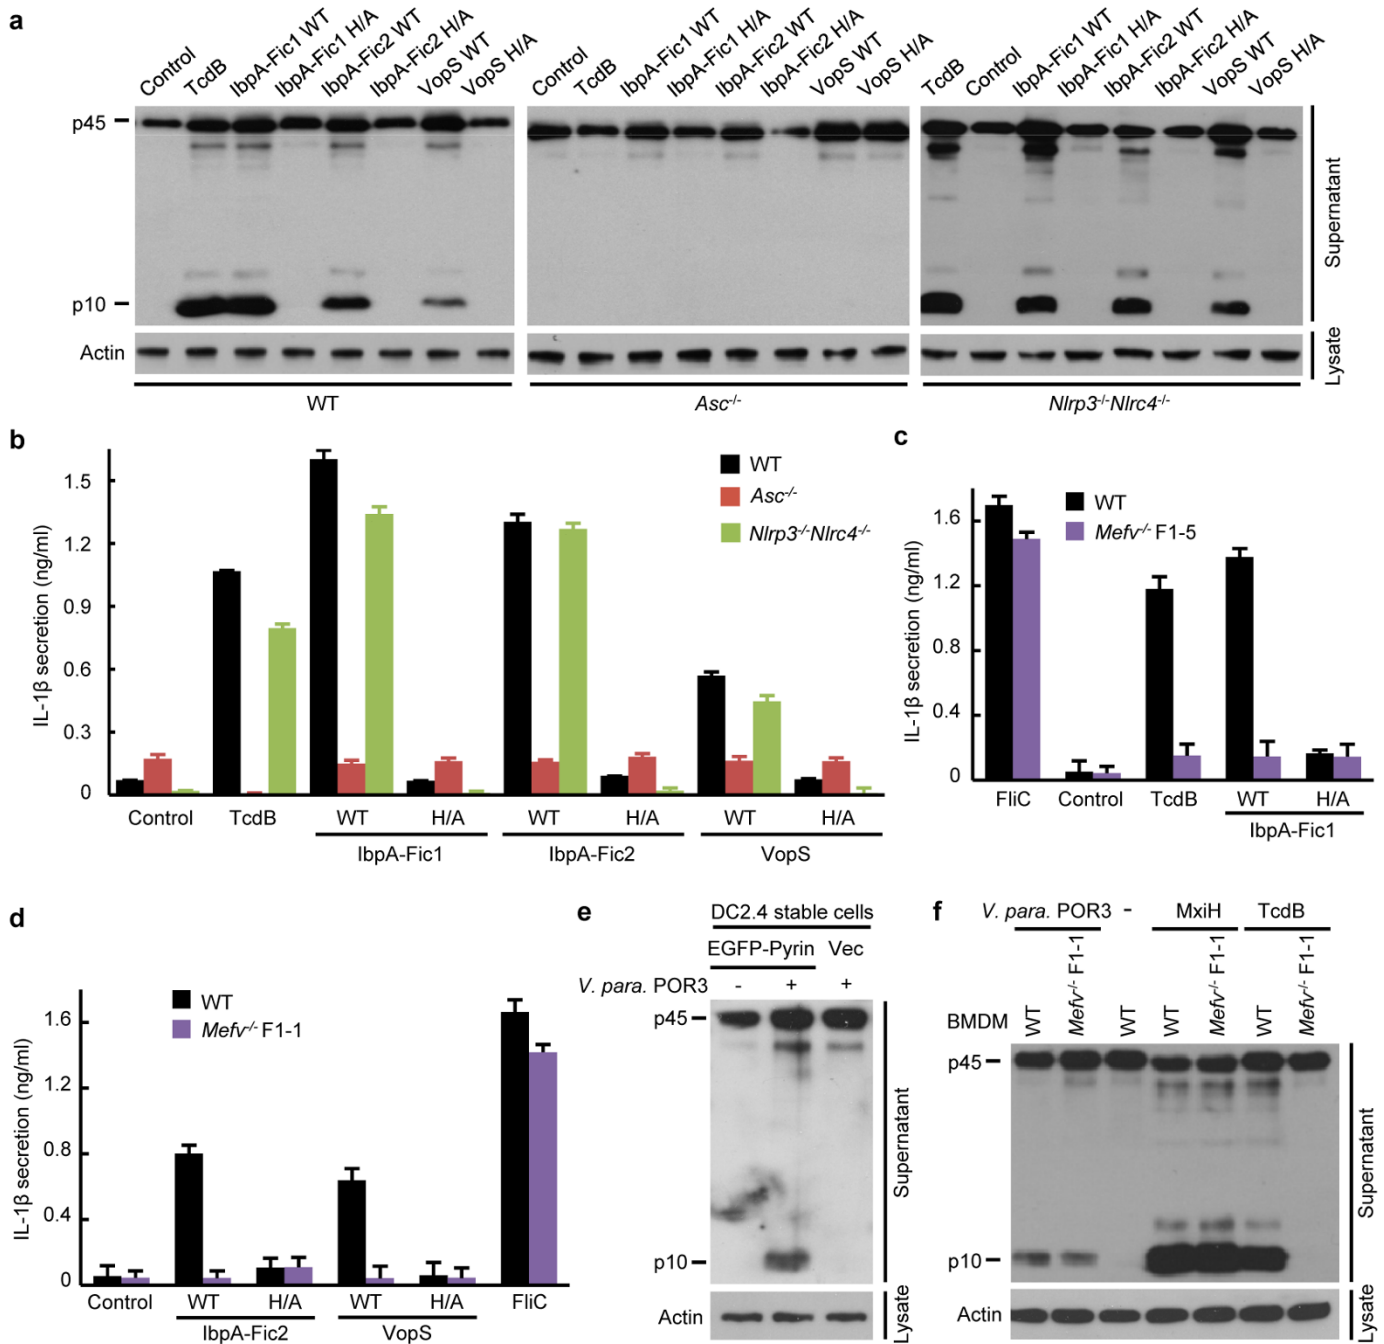 a
Control TcdB IbpA-Fic1 WT IbpA-Fic1 H/A IbpA-Fic2 WT IbpA-Fic2 H/A VopS WT VopS H/A
Control TcdB IbpA-Fic1 WT IbpA-Fic1 H/A IbpA-Fic2 WT IbpA-Fic2 H/A VopS WT VopS H/A
TcdB Control IbpA-Fic1 WT IbpA-Fic1 H/A IbpA-Fic2 WT IbpA-Fic2 H/A VopS WT VopS H/A
p45
p10
Supernatant
Actin
Lysate
WT Asc-/- Nlrp3-/-Nlrc4-/-
b
IL-1β secretion (ng/ml)
1.5
1.2
0.9
0.6
0.3
0
WT
Asc-/-
Nlrp3-/-Nlrc4-/-
Control TcdB WT H/A WT H/A WT H/A
IbpA-Fic1 IbpA-Fic2 VopS
c
IL-1β secretion (ng/ml)
1.6
1.2
0.8
0.4
0
WT
Mefv-/- F1-5
FliC Control TcdB WT H/A
IbpA-Fic1
d
IL-1β secretion (ng/ml)
1.6
1.2
0.8
0.4
0
WT
Mefv-/- F1-1
Control WT H/A WT H/A FliC
IbpA-Fic2 VopS
e
DC2.4 stable cells
EGFP-Pyrin Vec
V. para. POR3 - + +
p45
p10
Supernatant
Actin
Lysate
f
V. para. POR3 - MxiH TcdB
BMDM WT Mefv-/- F1-1 WT WT Mefv-/- F1-1 WT Mefv-/- F1-1
p45
p10
Supernatant
Actin
Lysate